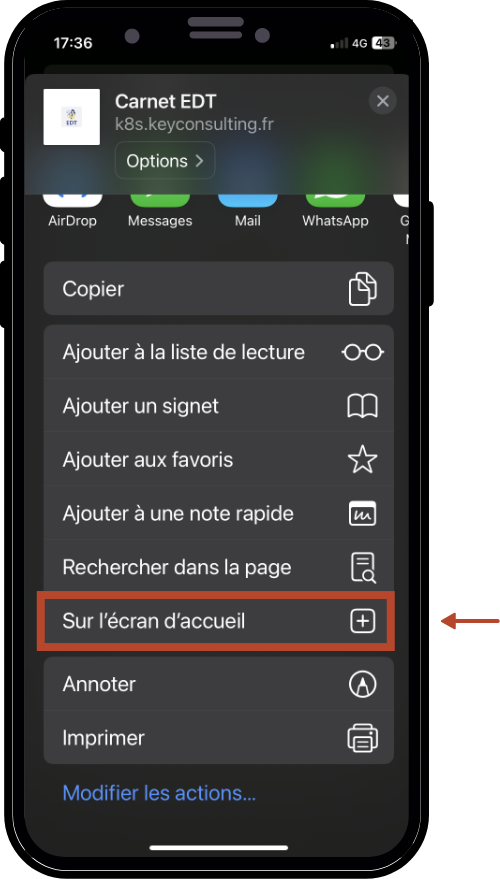 17:36
4G 43
EDT
Carnet EDT
k8s.keyconsulting.fr
Options
AirDrop Messages Mail WhatsApp
Copier
Ajouter à la liste de lecture
Ajouter un signet
Ajouter aux favoris
Ajouter à une note rapide
Rechercher dans la page
Sur l’écran d’accueil
Annoter
Imprimer
Modifier les actions...